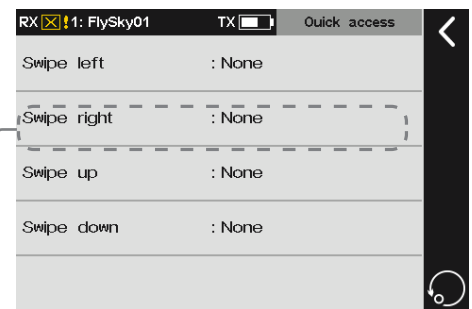 RX ! 1: FlySky01 TX Quick access
Swipe left : None
Swipe right : None
Swipe up : None
Swipe down : None